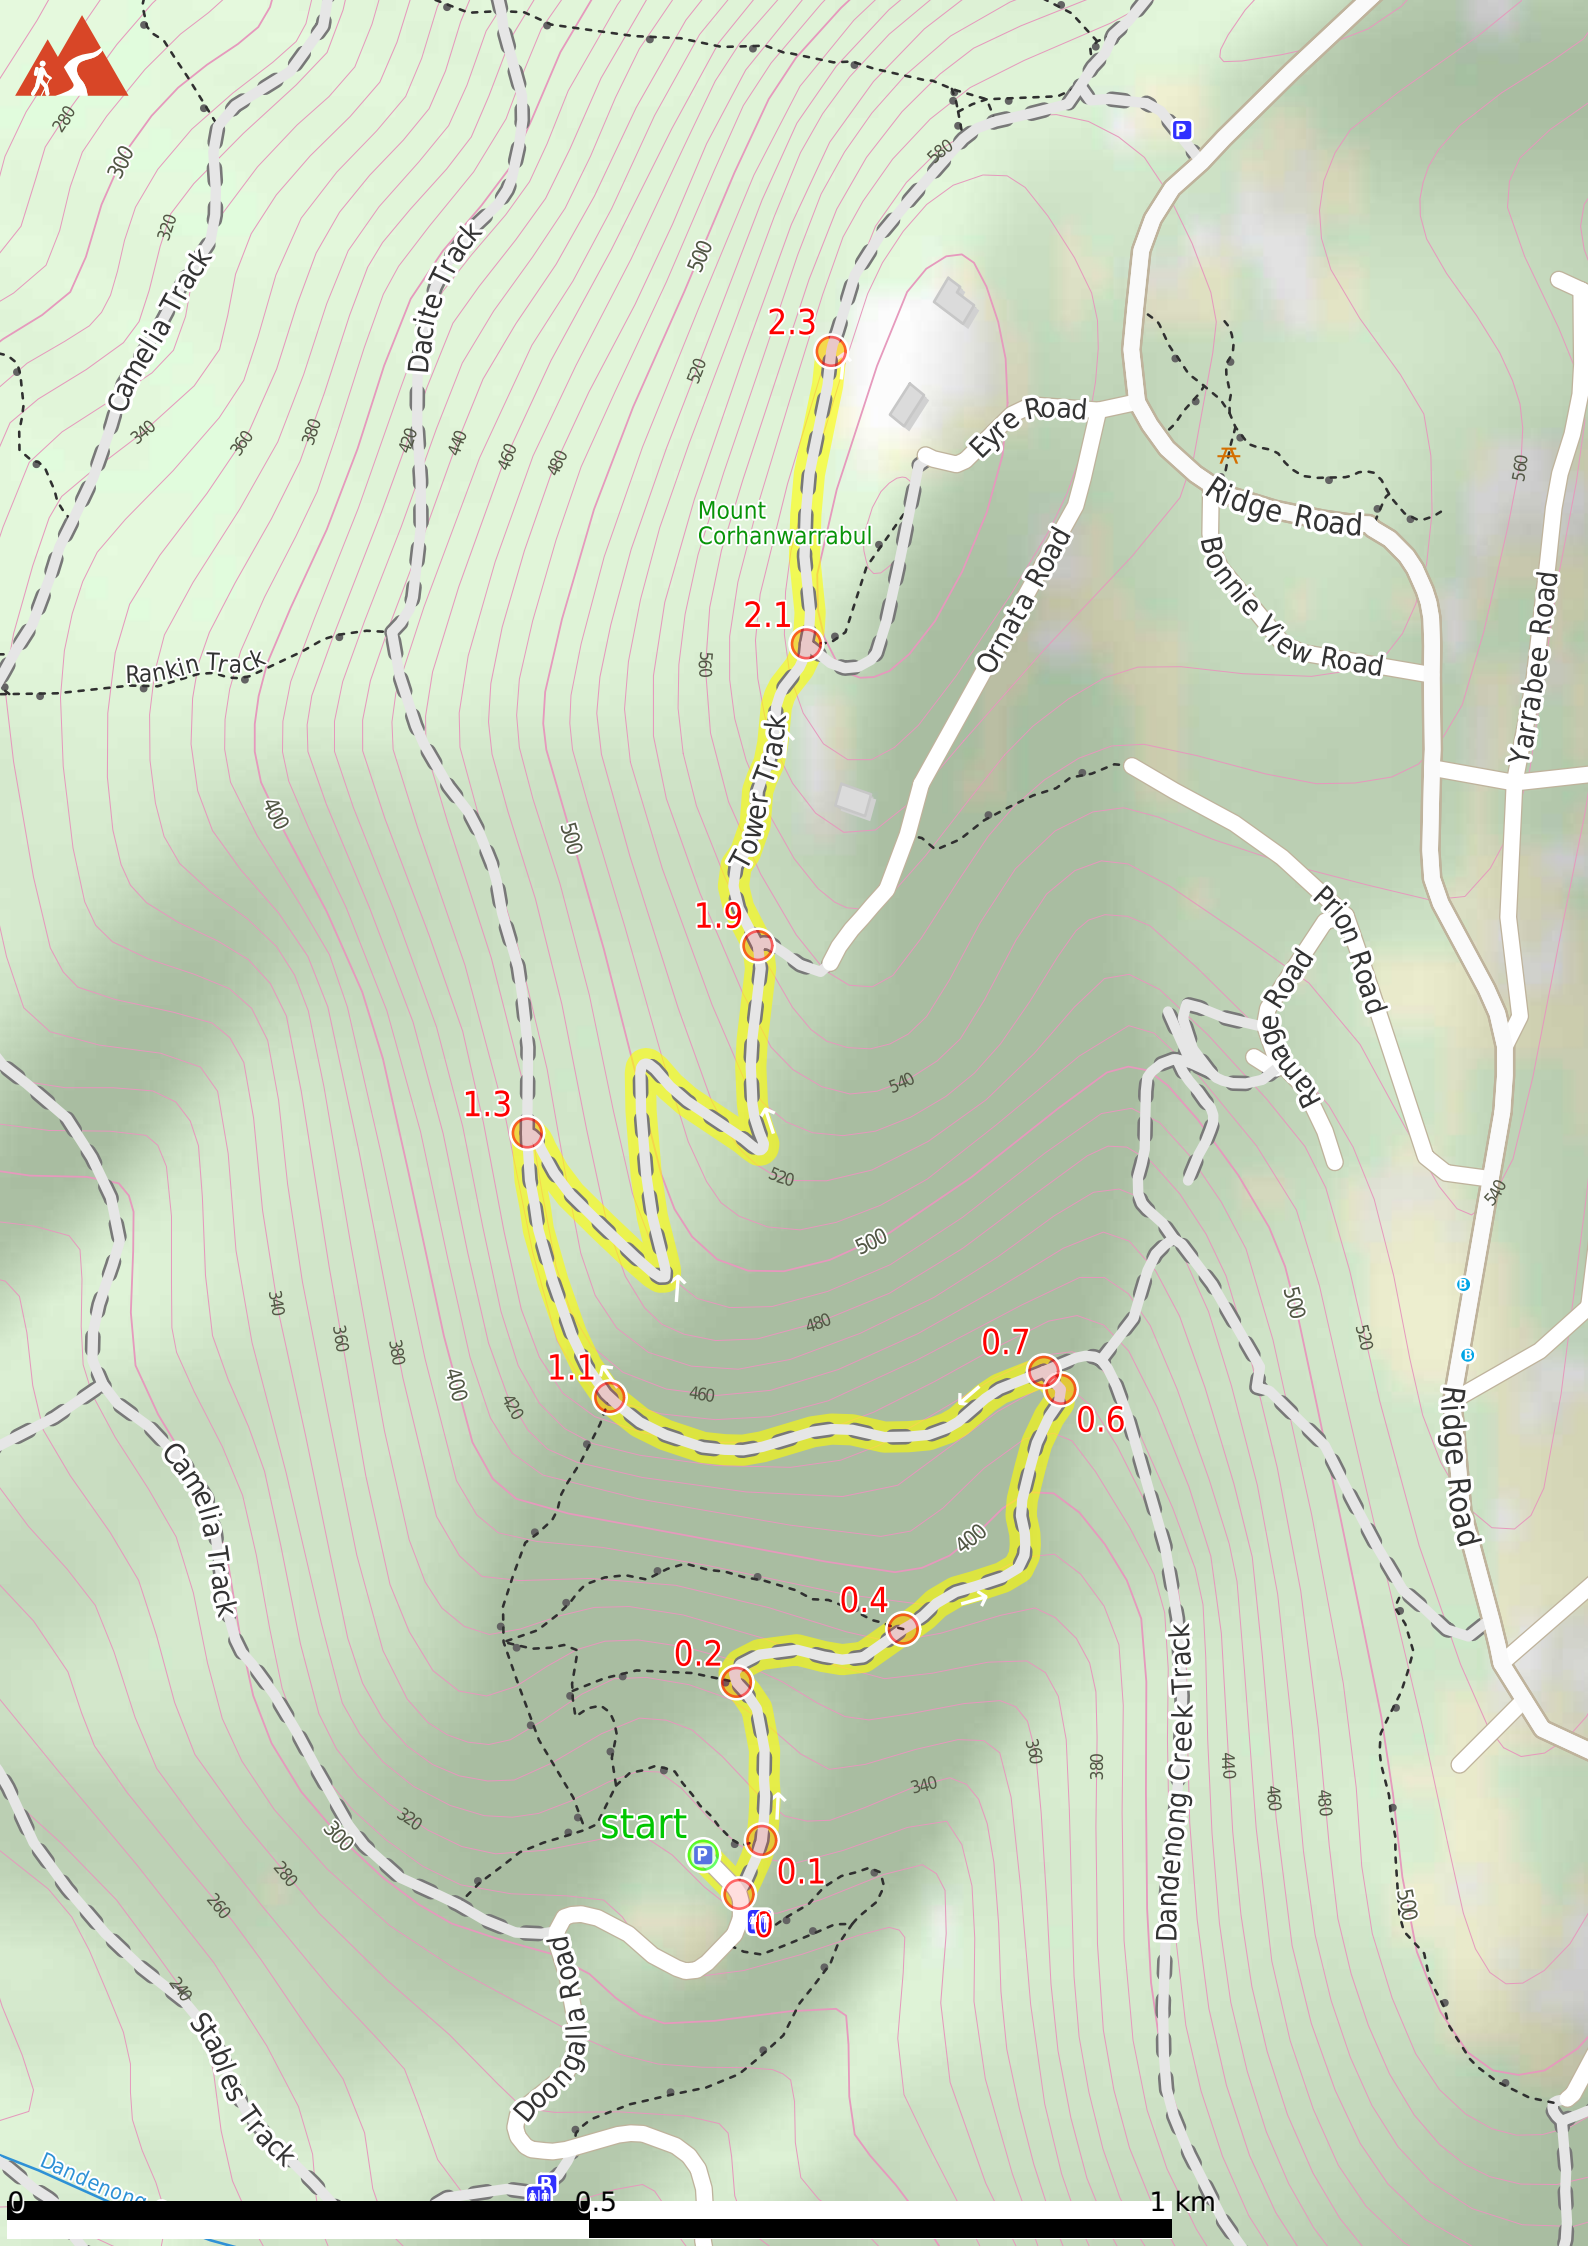 280
300
320
Camelia Track
340
360
380
Dacite Track
420
440
460
480
500
520
580
P
2.3
Eyre Road
Mount
Corhanwarrabul
Ridge Road
560
Bonnie View Road
Ornata Road
Yarrabee Road
2.1
560
Rankin Track
Tower Track
400
500
1.9
Prion Road
Ramage Road
540
1.3
520
500
540
340
360
380
400
420
480
500
520
B
B
0.7
1.1
460
0.6
Ridge Road
Camelia Track
400
0.4
0.2
Dandenong Creek Track
360
380
340
440
460
480
320
300
start
P
0.1
0
280
260
500
240
Doongalla Road
Stables Track
Dandenong
P
0
0.5
1 km